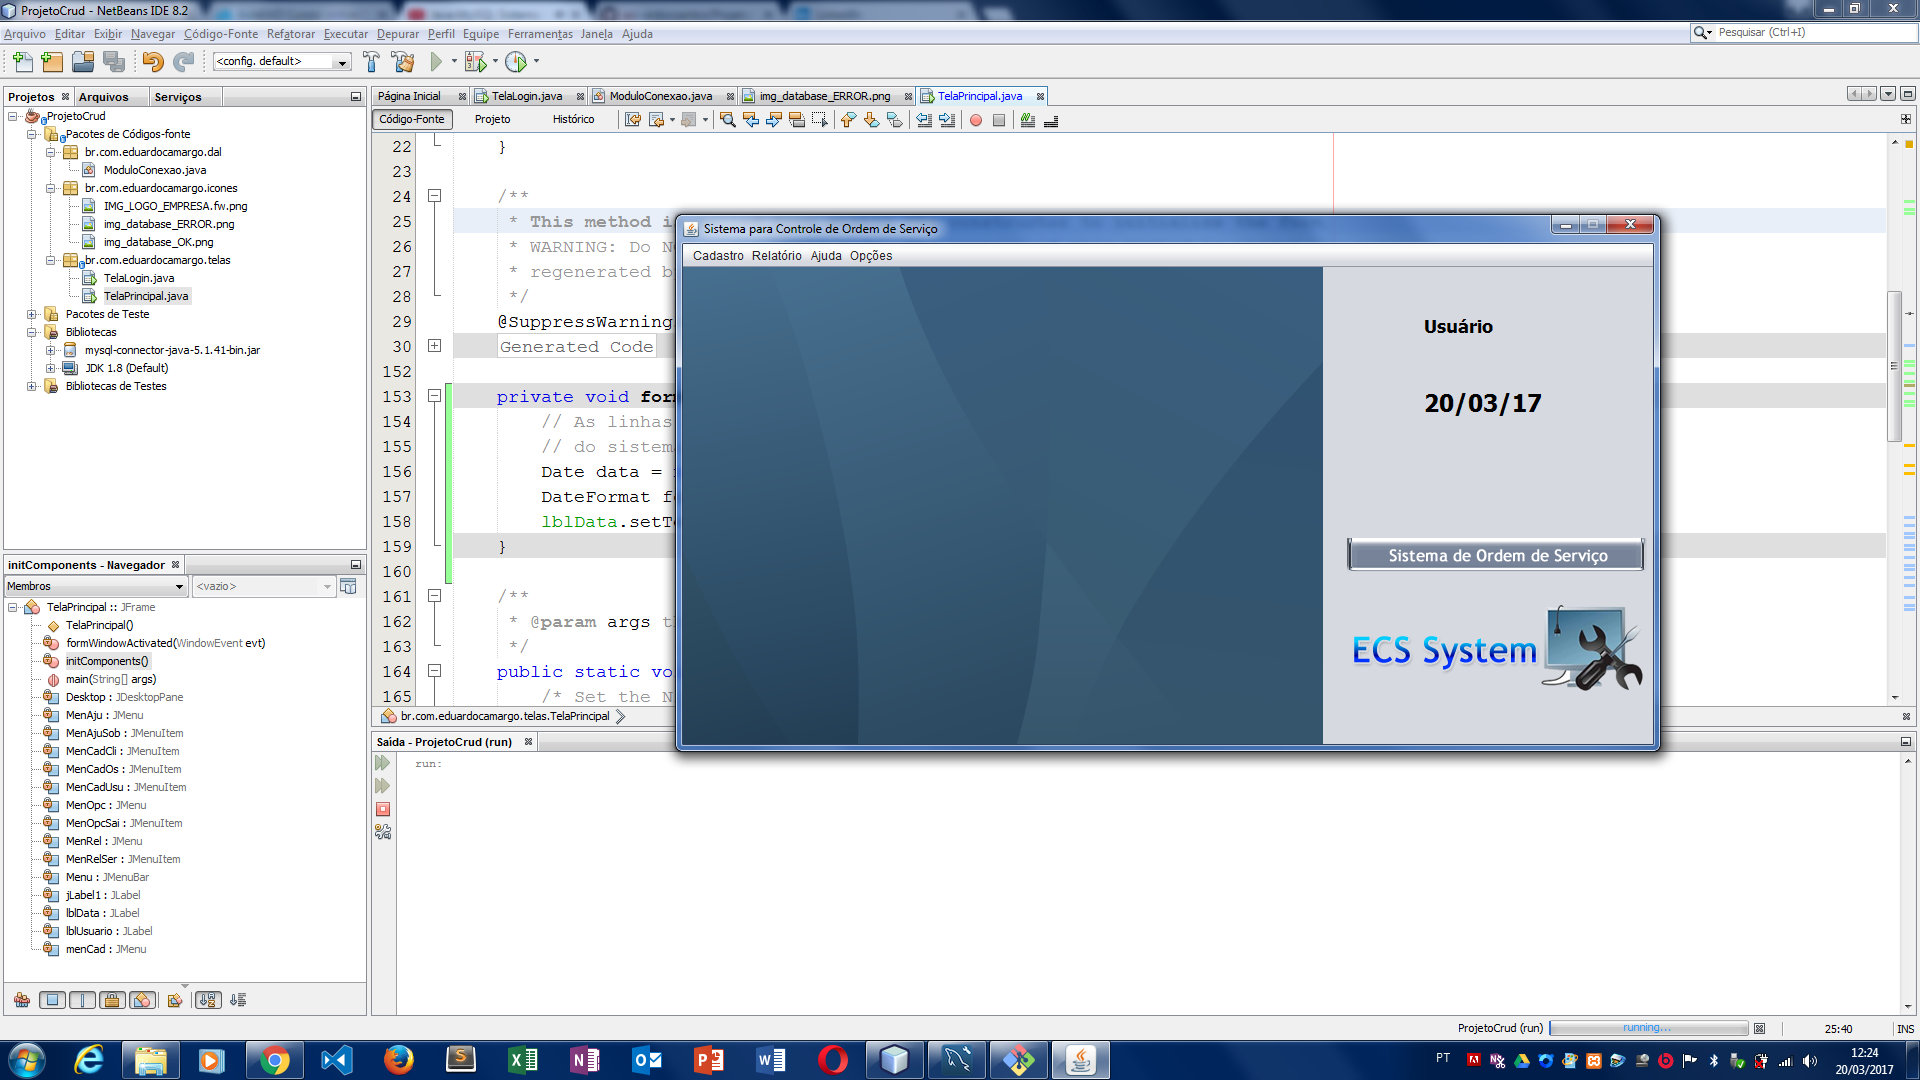 ProjetoCrud - NetBeans IDE 8.2
Arquivo Editar Exibir Navegar Código-Fonte Refatorar Executar Depurar Perfil Equipe Ferramentas Janela Ajuda
Pesquisar (Ctrl+I)
<config. default>
Projetos Arquivos Serviços
ProjetoCrud
Pacotes de Códigos-fonte
br.com.eduardocamargo.dal
ModuloConexao.java
br.com.eduardocamargo.icones
IMG_LOGO_EMPRESA.fw.png
img_database_ERROR.png
img_database_OK.png
br.com.eduardocamargo.telas
TelaLogin.java
TelaPrincipal.java
Pacotes de Teste
Bibliotecas
mysql-connector-java-5.1.41-bin.jar
JDK 1.8 (Default)
Bibliotecas de Testes
initComponents - Navegador
Membros <vazio>
TelaPrincipal :: JFrame
TelaPrincipal()
formWindowActivated(WindowEvent evt)
initComponents()
main(String[] args)
Desktop : JDesktopPane
MenAju : JMenu
MenAjuSob : JMenuItem
MenCadCli : JMenuItem
MenCadOs : JMenuItem
MenCadUsu : JMenuItem
MenOpc : JMenu
MenOpcSai : JMenuItem
MenRel : JMenu
MenRelSer : JMenuItem
Menu : JMenuBar
jLabel1 : JLabel
lblData : JLabel
lblUsuario : JLabel
menCad : JMenu
Página Inicial TelaLogin.java ModuloConexao.java img_database_ERROR.png TelaPrincipal.java
Código-Fonte Projeto Histórico
22 }
23
24 /**
25 * This method i
26 * WARNING: Do N
27 * regenerated b
28 */
29 @SuppressWarning
30 Generated Code
152
153 private void for
154 // As linhas
155 // do sistem
156 Date data =
157 DateFormat f
158 lblData.setT
159 }
160
161 /**
162 * @param args t
163 */
164 public static vo
165 /* Set the N
br.com.eduardocamargo.telas.TelaPrincipal
Saída - ProjetoCrud (run)
run:
Sistema para Controle de Ordem de Serviço
Cadastro Relatório Ajuda Opções
Usuário
20/03/17
Sistema de Ordem de Serviço
ECS System
ProjetoCrud (run) running... 25:40 INS
PT
12:24
20/03/2017